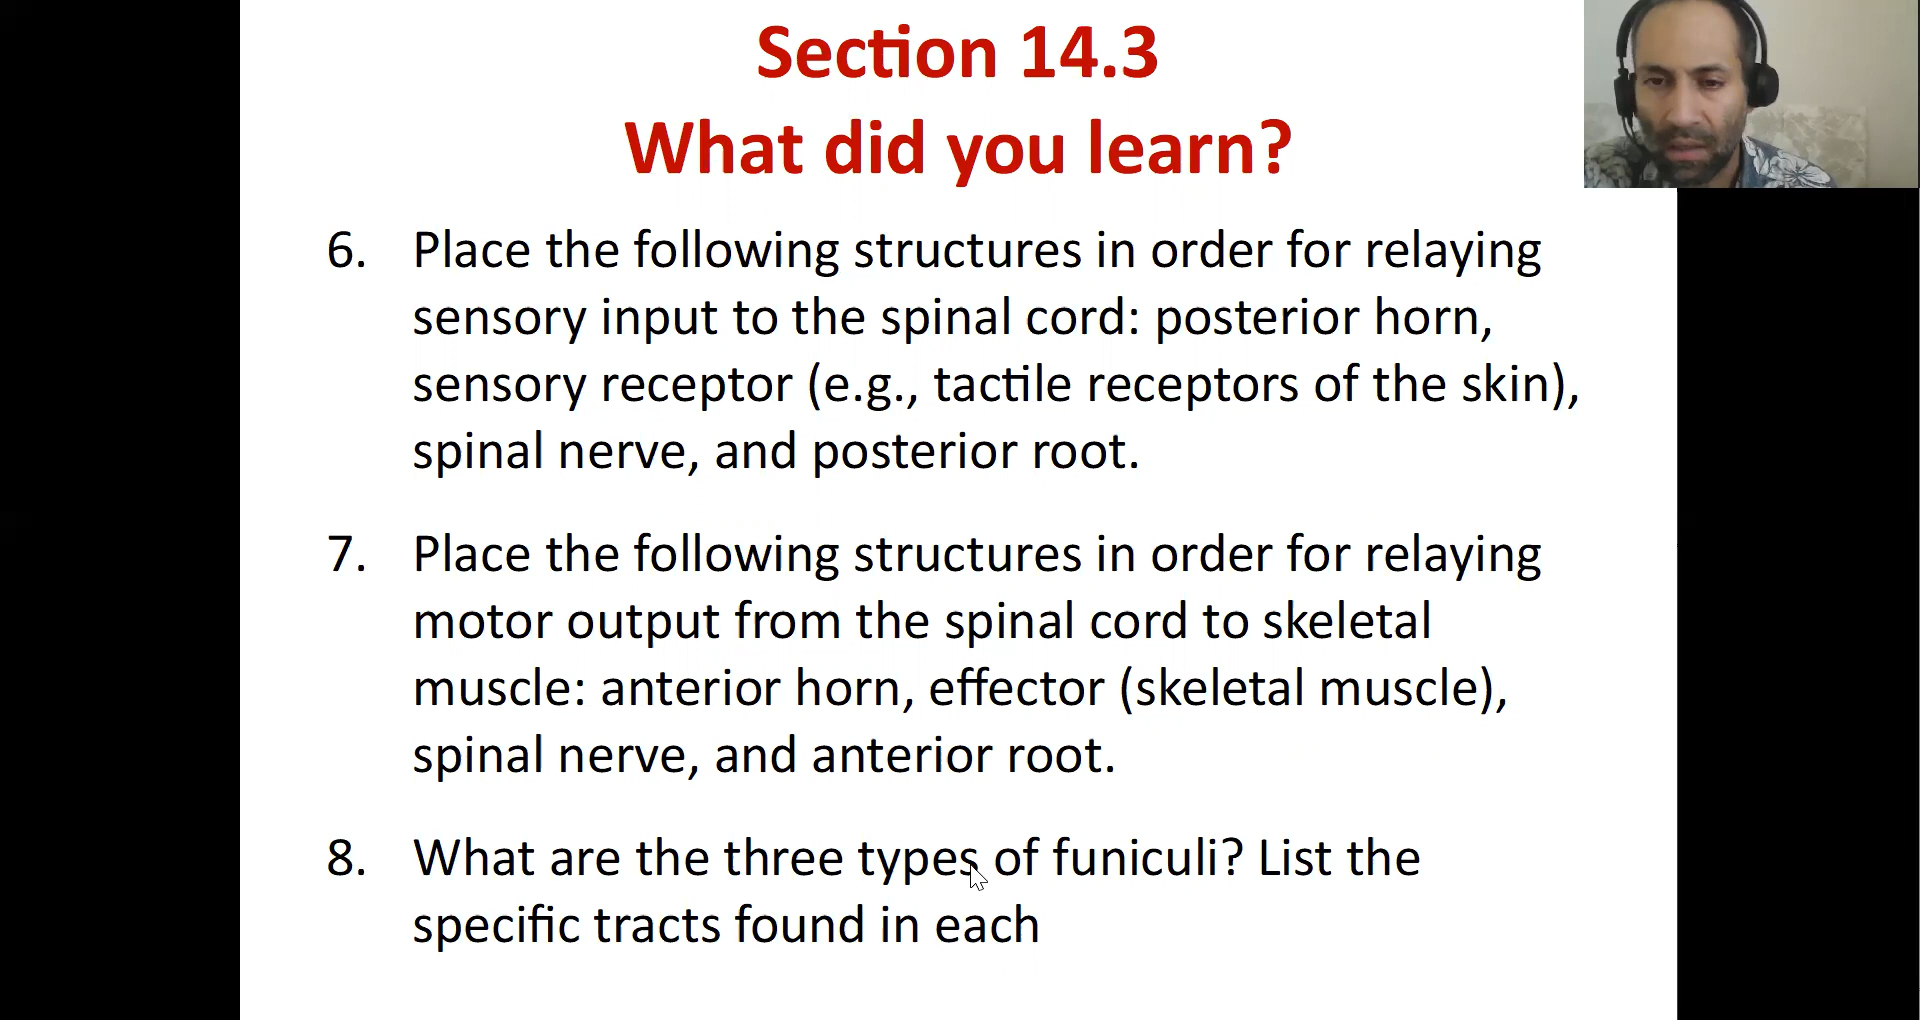 Section 14.3
What did you learn?
6. Place the following structures in order for relaying
sensory input to the spinal cord: posterior horn,
sensory receptor (e.g., tactile receptors of the skin),
spinal nerve, and posterior root.
7. Place the following structures in order for relaying
motor output from the spinal cord to skeletal
muscle: anterior horn, effector (skeletal muscle),
spinal nerve, and anterior root.
8. What are the three types of funiculi? List the
specific tracts found in each